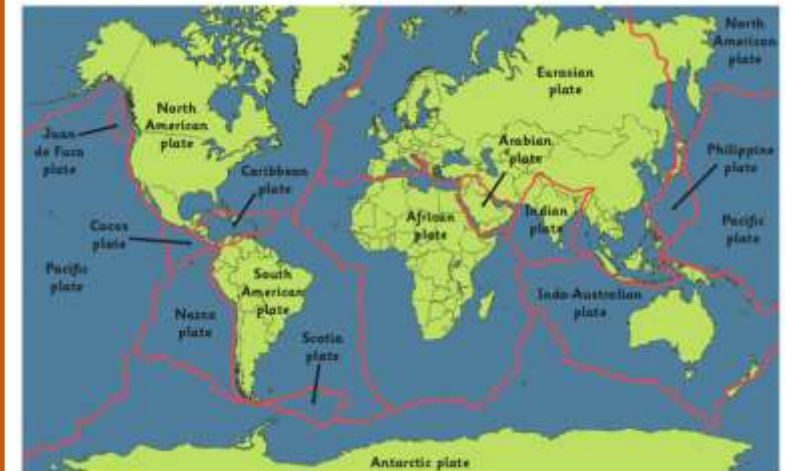 North
American
plate
Eurasian
plate
North
American
plate
Juan
de Fuca
plate
Arabian
plate
Philippine
plate
Caribbean
plate
Cocos
plate
African
plate
Indian
plate
Pacific
plate
Pacific
plate
South
American
plate
Nazca
plate
Indo-Australian
plate
Scotia
plate
Antarctic plate